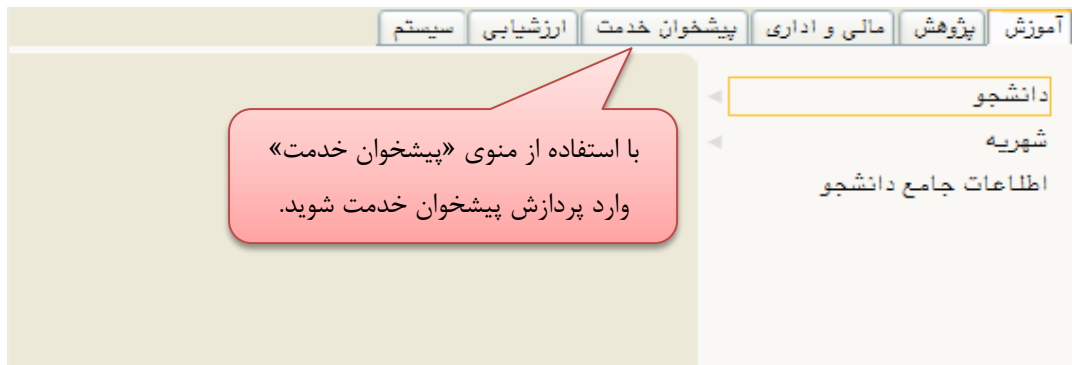 آموزش پژوهش مالی و اداری پیشخوان خدمت ارزشیابی سیستم
دانشجو
شهریه
اطلاعات جامع دانشجو
با استفاده از منوی «پیشخوان خدمت»
وارد پردازش پیشخوان خدمت شوید.